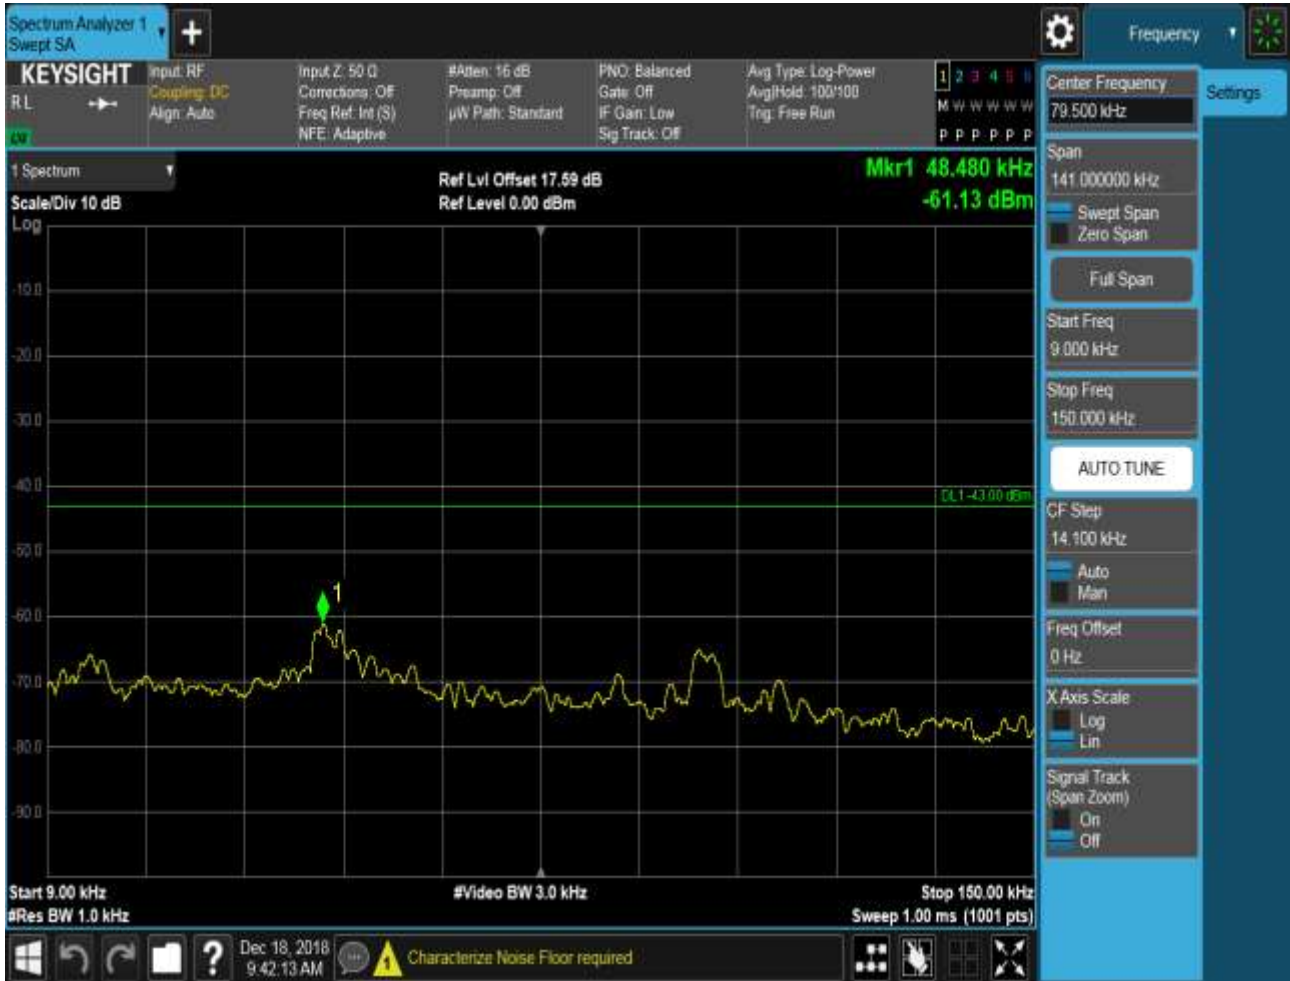 Spectrum Analyzer 1
Swept SA
Frequency
KEYSIGHT
R L
Input: RF
Coupling: DC
Align: Auto
Input Z: 50 Ω
Corrections: Off
Freq Ref: Int (S)
NFE: Adaptive
#Atten: 16 dB
Preamp: Off
µW Path: Standard
PNO: Balanced
Gate: Off
IF Gain: Low
Sig Track: Off
Avg Type: Log-Power
Avg|Hold: 100/100
Trig: Free Run
1 2 3 4 5 6
M W W W W W
P P P P P P
1 Spectrum
Scale/Div 10 dB
Log
Ref Lvl Offset 17.59 dB
Ref Level 0.00 dBm
Mkr1 48.480 kHz
-61.13 dBm
-10.0
-20.0
-30.0
-40.0
DL1 -43.00 dBm
-50.0
1
-60.0
-70.0
-80.0
-90.0
Start 9.00 kHz
#Res BW 1.0 kHz
#Video BW 3.0 kHz
Stop 150.00 kHz
Sweep 1.00 ms (1001 pts)
Center Frequency
79.500 kHz
Settings
Span
141.000000 kHz
Swept Span
Zero Span
Full Span
Start Freq
9.000 kHz
Stop Freq
150.000 kHz
AUTO TUNE
CF Step
14.100 kHz
Auto
Man
Freq Offset
0 Hz
X Axis Scale
Log
Lin
Signal Track
(Span Zoom)
On
Off
?
Dec 18, 2018
9:42:13 AM
Characterize Noise Floor required